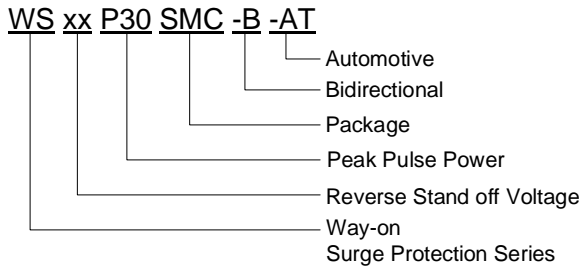 WS xx P30 SMC -B -AT
Automotive
Bidirectional
Package
Peak Pulse Power
Reverse Stand off Voltage
Way-on
Surge Protection Series